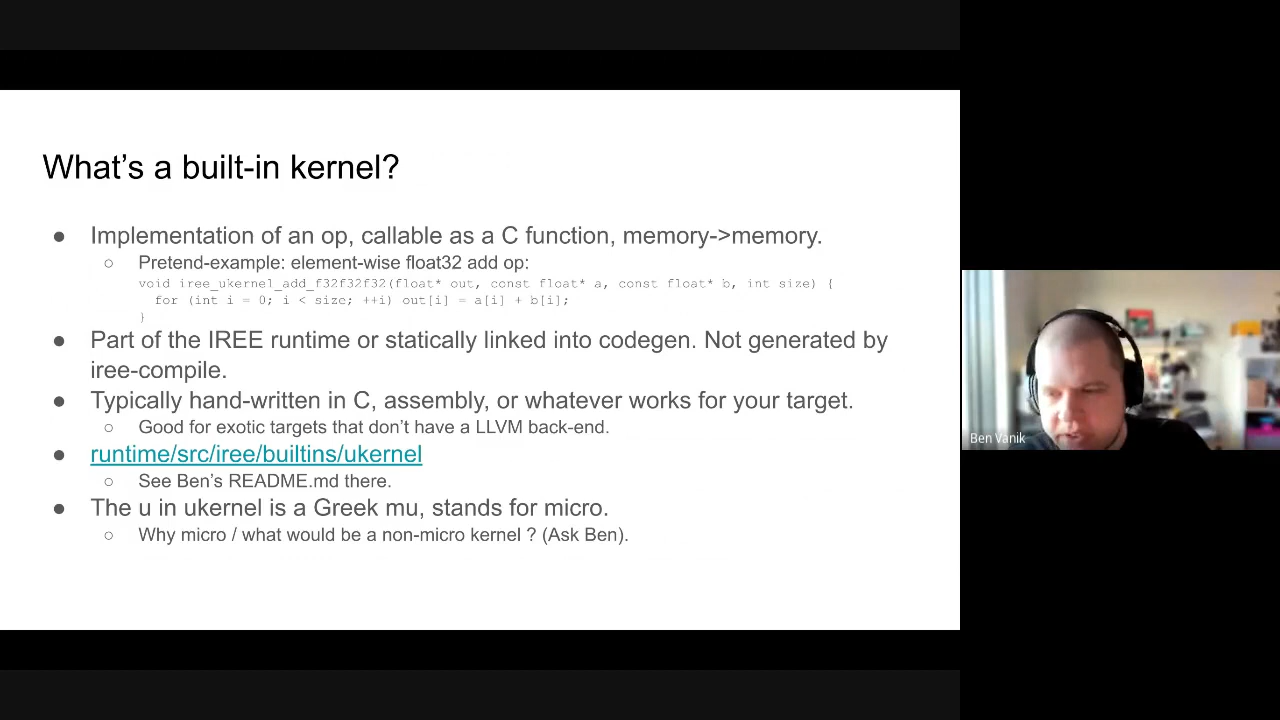 What's a built-in kernel?
● Implementation of an op, callable as a C function, memory->memory.
○ Pretend-example: element-wise float32 add op:
void iree_ukernel_add_f32f32f32(float* out, const float* a, const float* b, int size) {
for (int i = 0; i < size; ++i) out[i] = a[i] + b[i];
}
● Part of the IREE runtime or statically linked into codegen. Not generated by
iree-compile.
● Typically hand-written in C, assembly, or whatever works for your target.
○ Good for exotic targets that don't have a LLVM back-end.
● runtime/src/iree/builtins/ukernel
○ See Ben's README.md there.
● The u in ukernel is a Greek mu, stands for micro.
○ Why micro / what would be a non-micro kernel ? (Ask Ben).
Ben Vanik